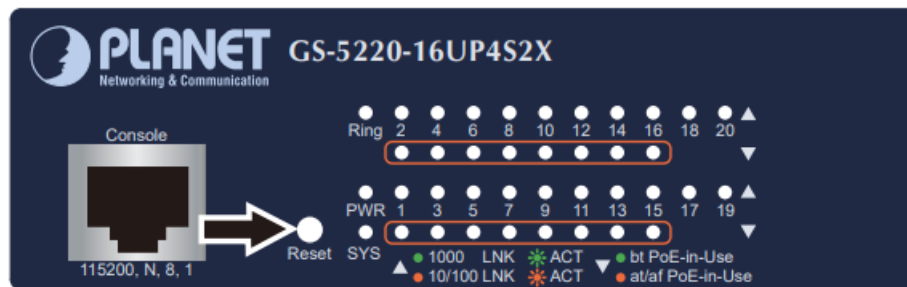 PLANET
Networking & Communication
GS-5220-16UP4S2X
Console
115200, N, 8, 1
Reset
Ring 2 4 6 8 10 12 14 16 18 20
PWR 1 3 5 7 9 11 13 15 17 19
SYS
1000 LNK ACT bt PoE-in-Use
10/100 LNK ACT at/af PoE-in-Use